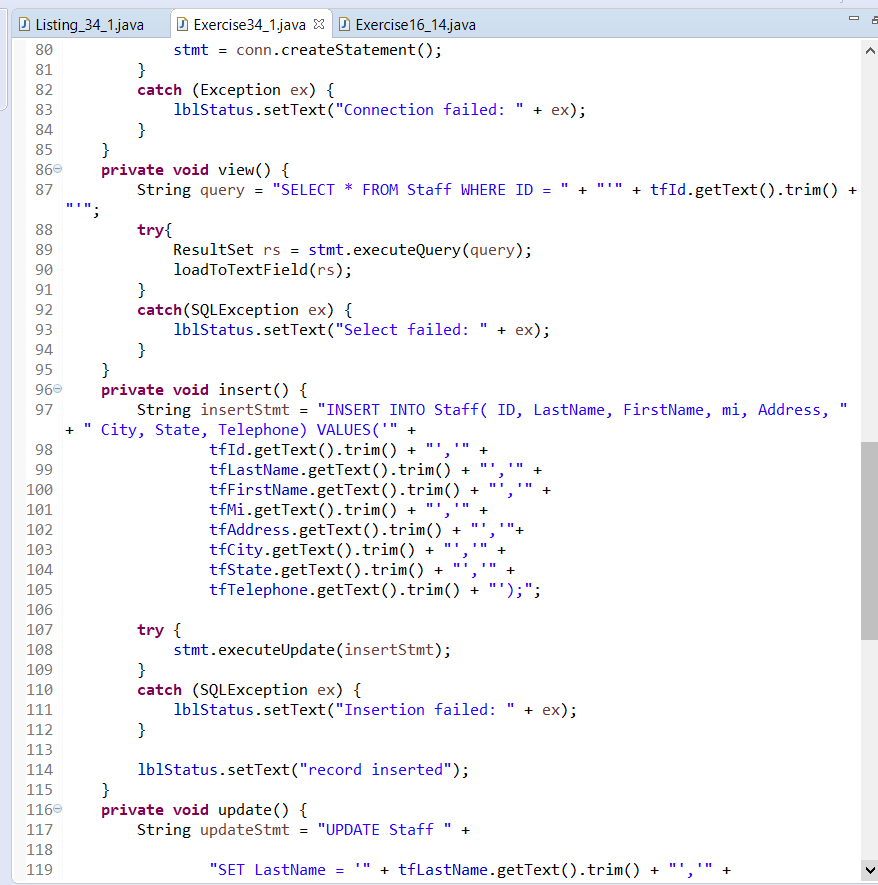 Listing_34_1.java Exercise34_1.java Exercise16_14.java
80 stmt = conn.createStatement();
81 }
82 catch (Exception ex) {
83 lblStatus.setText("Connection failed: " + ex);
84 }
85 }
86 private void view() {
87 String query = "SELECT * FROM Staff WHERE ID = " + "'" + tfId.getText().trim() +
"'";
88 try{
89 ResultSet rs = stmt.executeQuery(query);
90 loadToTextField(rs);
91 }
92 catch(SQLException ex) {
93 lblStatus.setText("Select failed: " + ex);
94 }
95 }
96 private void insert() {
97 String insertStmt = "INSERT INTO Staff( ID, LastName, FirstName, mi, Address, "
+ " City, State, Telephone) VALUES('" +
98 tfId.getText().trim() + "','" +
99 tfLastName.getText().trim() + "','" +
100 tfFirstName.getText().trim() + "','" +
101 tfMi.getText().trim() + "','" +
102 tfAddress.getText().trim() + "','"+
103 tfCity.getText().trim() + "','" +
104 tfState.getText().trim() + "','" +
105 tfTelephone.getText().trim() + "');";
106
107 try {
108 stmt.executeUpdate(insertStmt);
109 }
110 catch (SQLException ex) {
111 lblStatus.setText("Insertion failed: " + ex);
112 }
113
114 lblStatus.setText("record inserted");
115 }
116 private void update() {
117 String updateStmt = "UPDATE Staff " +
118
119 "SET LastName = '" + tfLastName.getText().trim() + "','" +